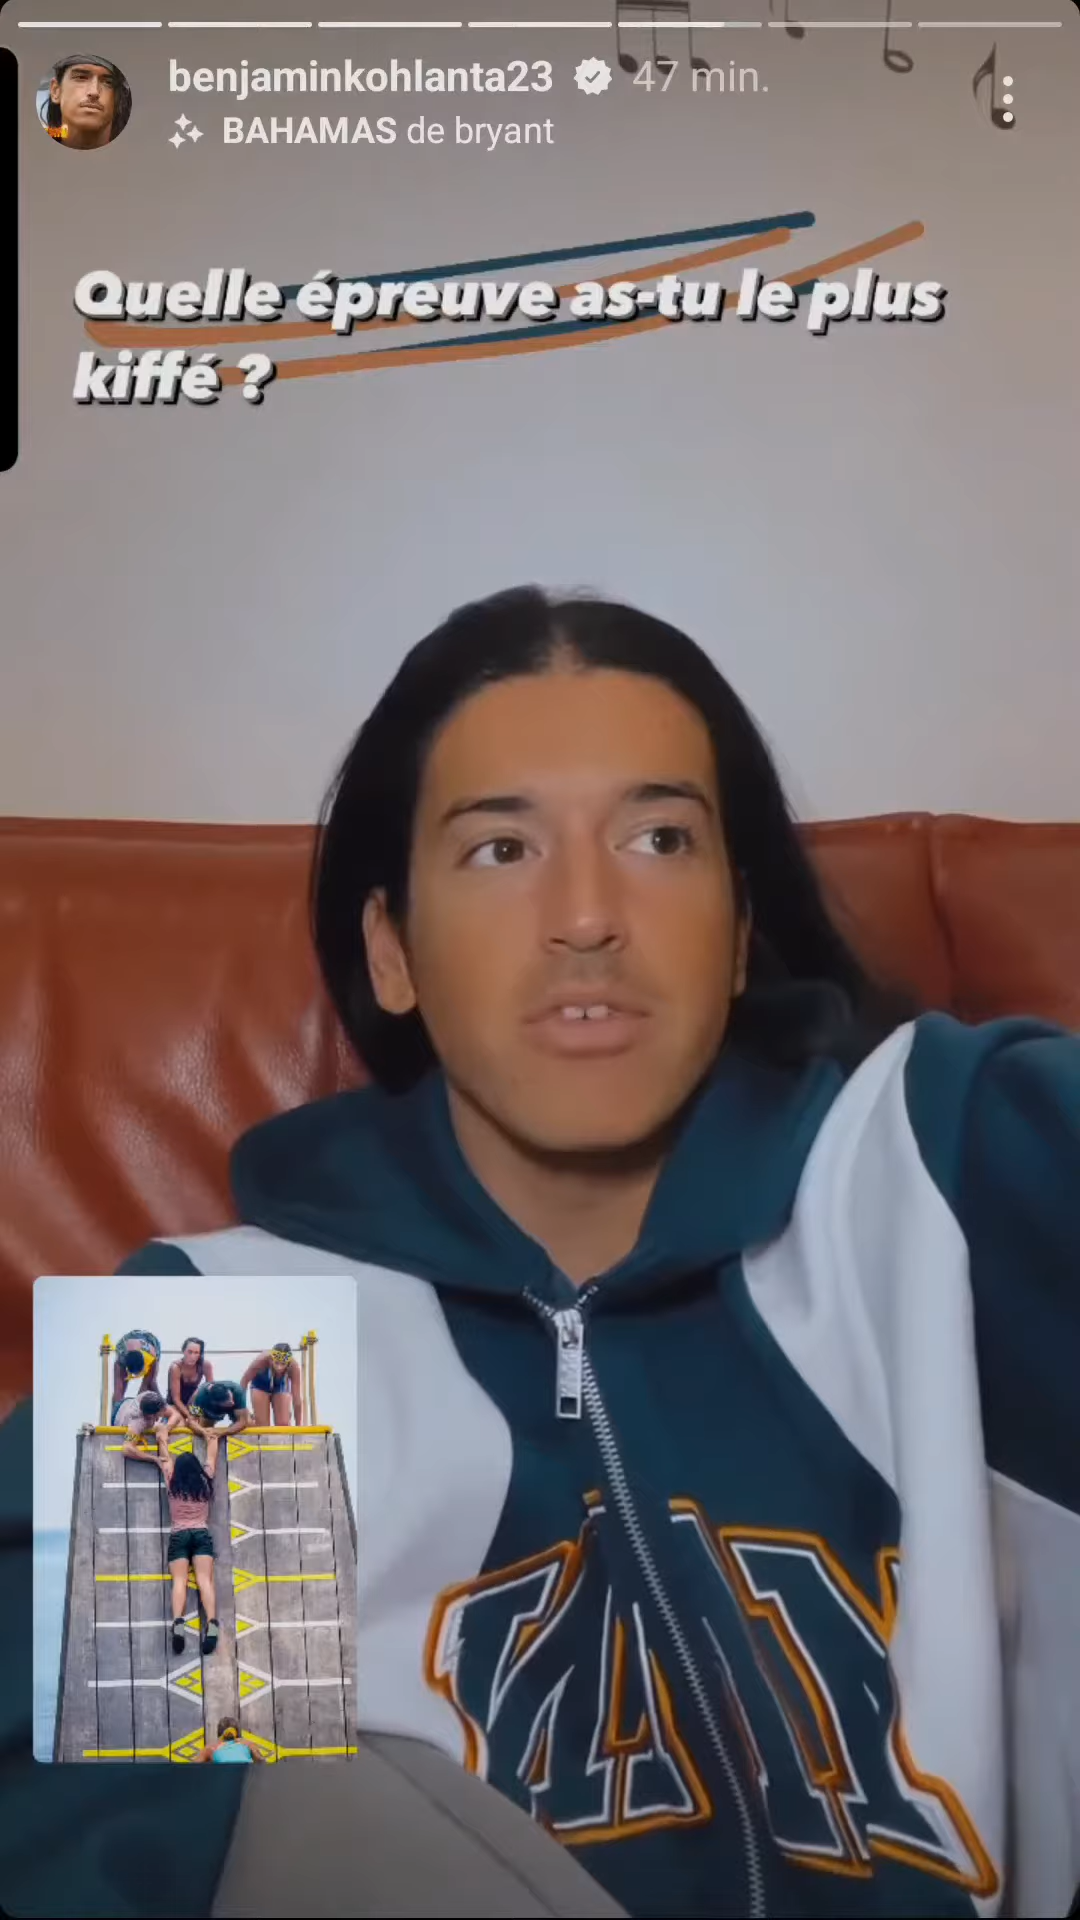 benjaminkohlanta23 47 min.
BAHAMAS de bryant
Quelle épreuve as-tu le plus
kiffé ?